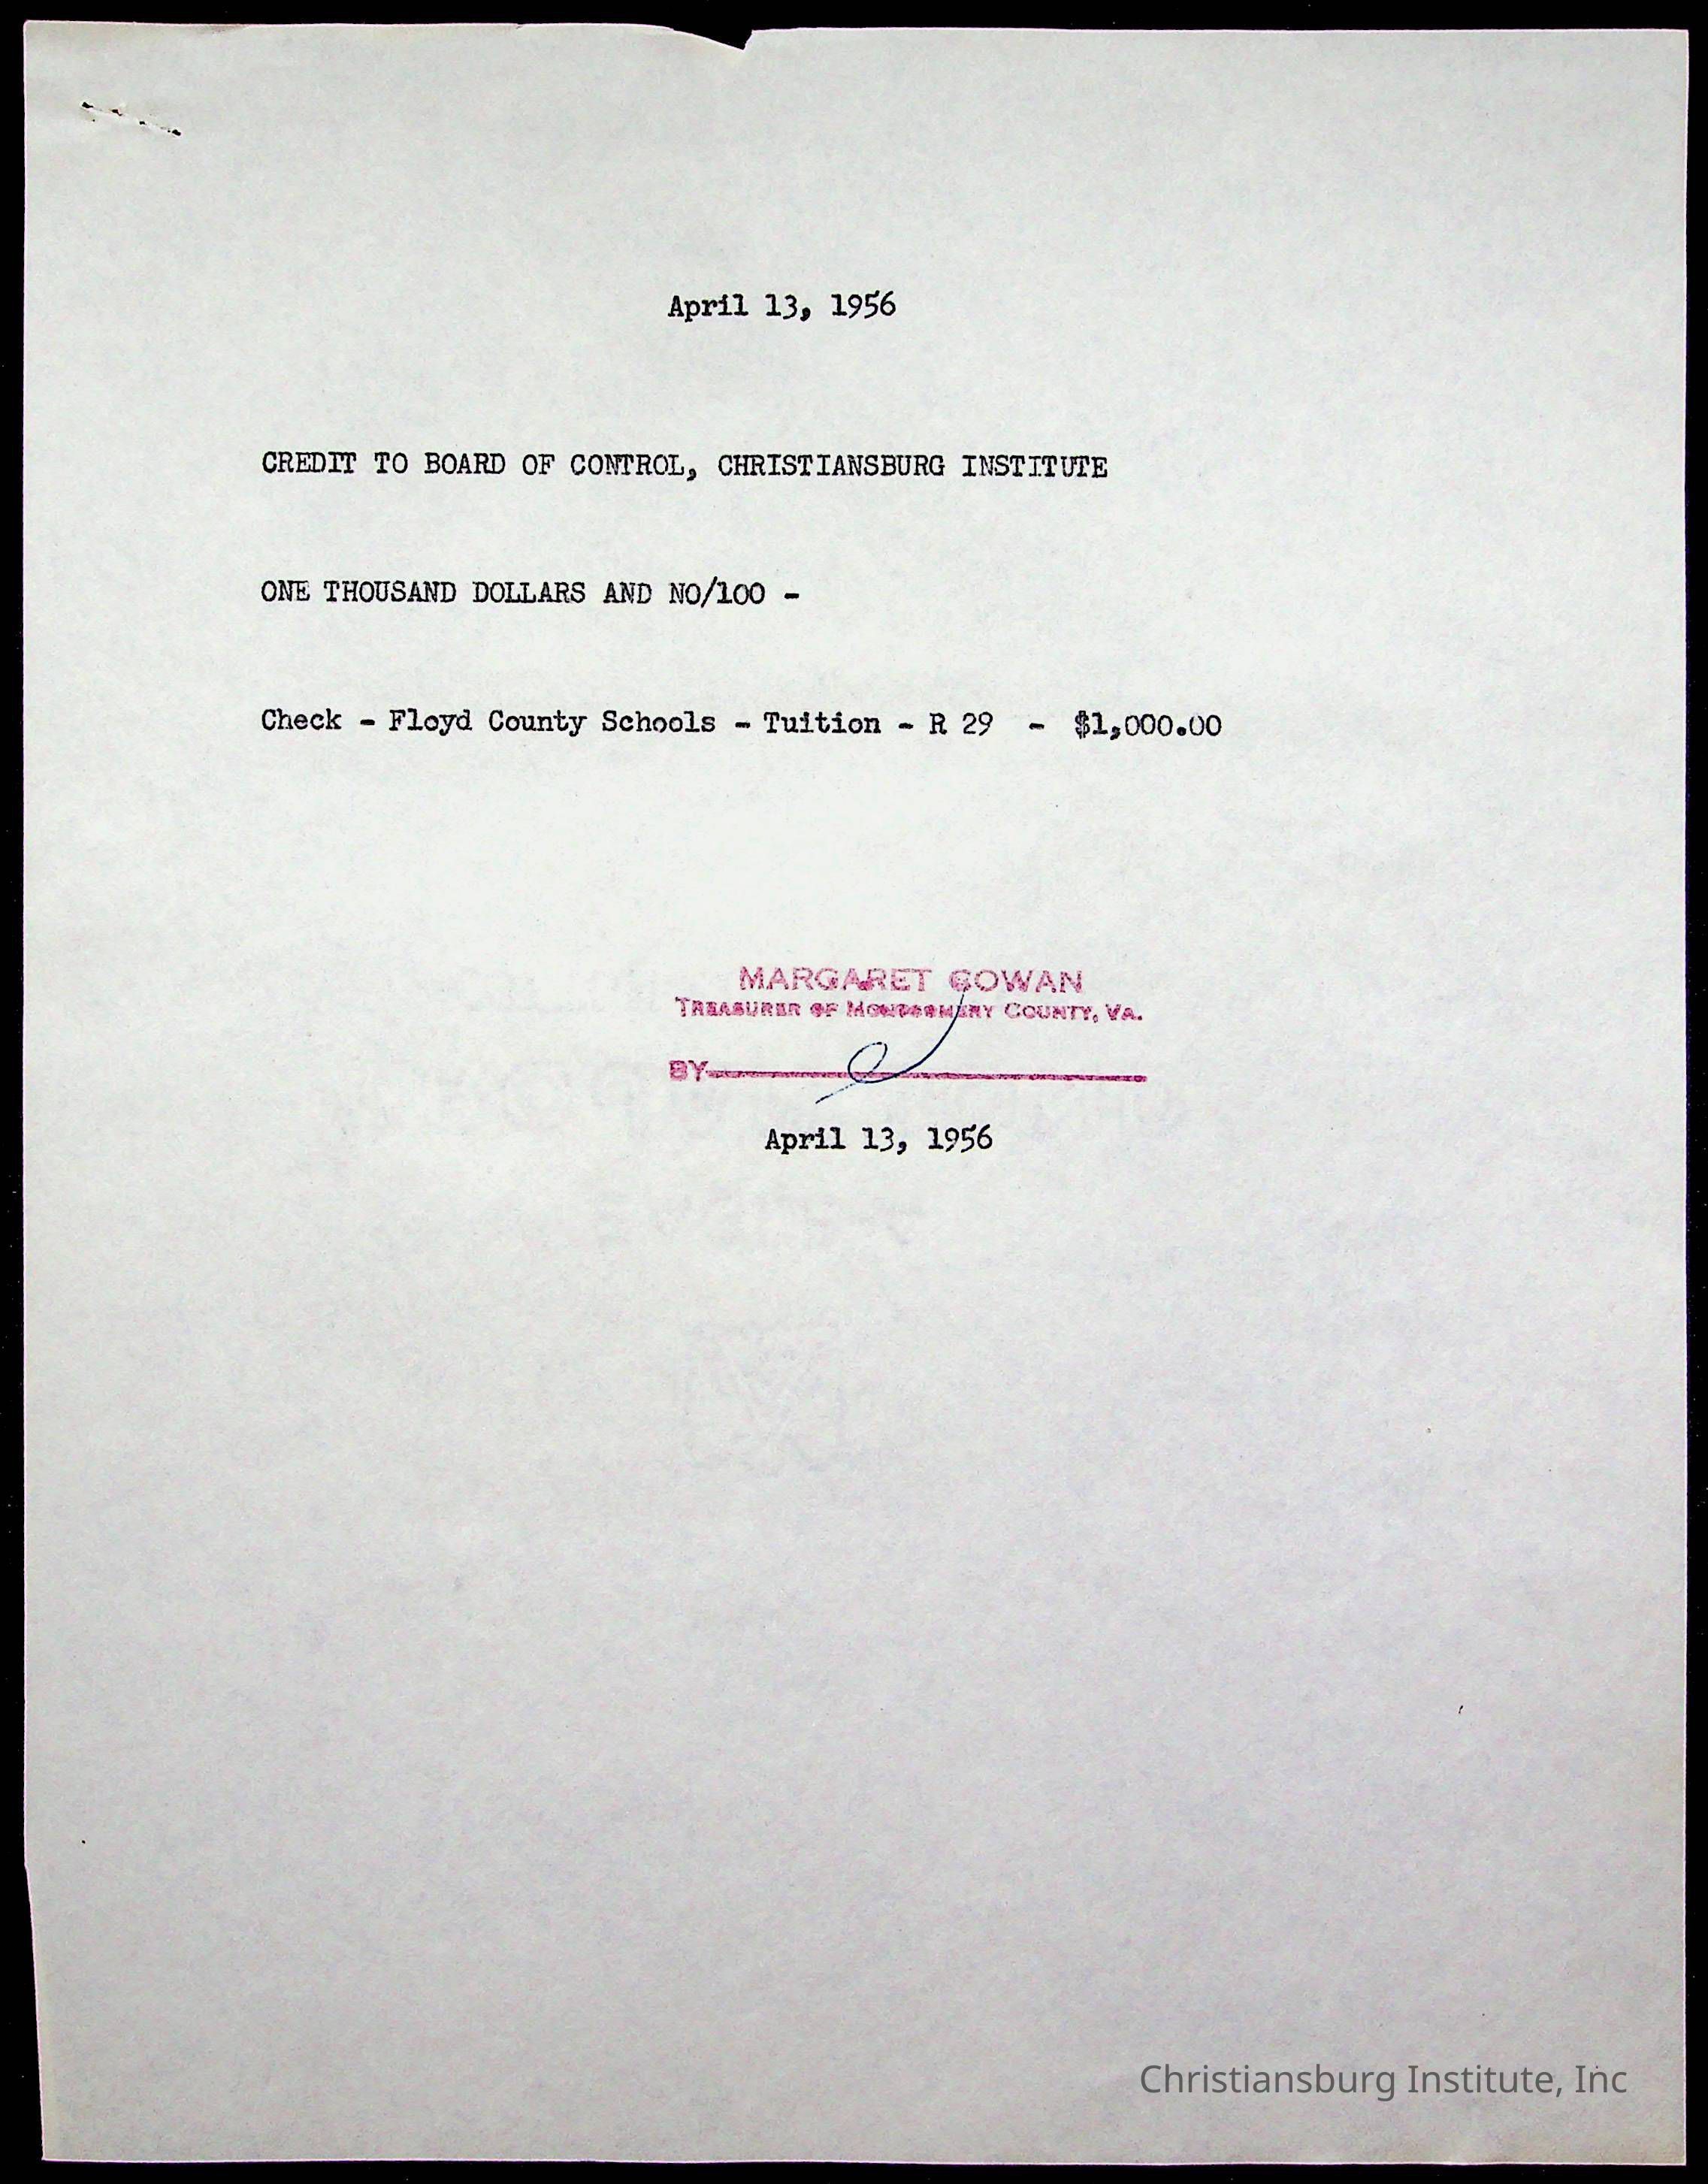 April 13, 1956
CREDIT TO BOARD OF CONTROL, CHRISTIANSBURG INSTITUTE
ONE THOUSAND DOLLARS AND NO/100 -
Check - Floyd County Schools - Tuition - R 29 - $1,000.00
MARGARET GOWAN
TREASURER OF MONTGOMERY COUNTY, VA.
BY
April 13, 1956
Christiansburg Institute, Inc